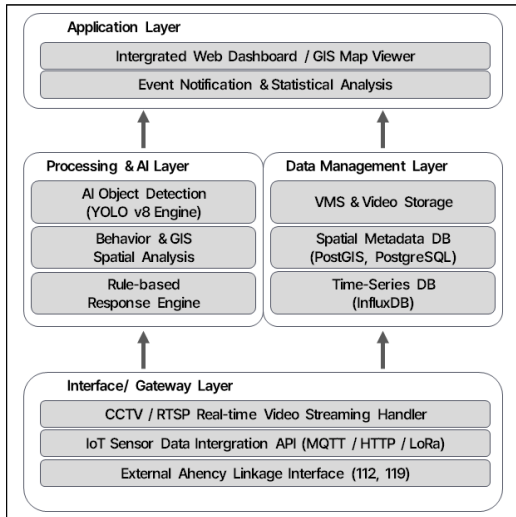 Application Layer
Intergrated Web Dashboard / GIS Map Viewer
Event Notification & Statistical Analysis
Processing & AI Layer
AI Object Detection
(YOLO v8 Engine)
Behavior & GIS
Spatial Analysis
Rule-based
Response Engine
Data Management Layer
VMS & Video Storage
Spatial Metadata DB
(PostGIS, PostgreSQL)
Time-Series DB
(InfluxDB)
Interface/ Gateway Layer
CCTV / RTSP Real-time Video Streaming Handler
IoT Sensor Data Intergration API (MQTT / HTTP / LoRa)
External Ahency Linkage Interface (112, 119)